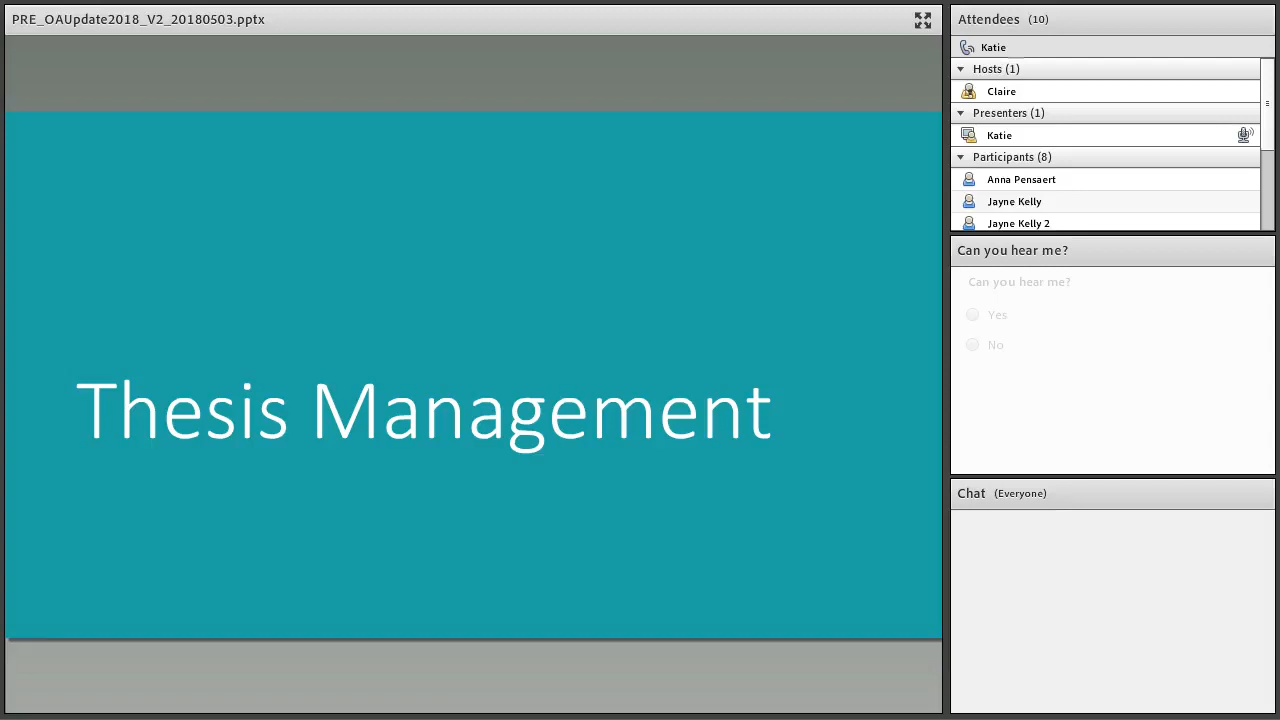 PRE_OAUpdate2018_V2_20180503.pptx
Thesis Management
Attendees (10)
Katie
Hosts (1)
Claire
Presenters (1)
Katie
Participants (8)
Anna Pensaert
Jayne Kelly
Jayne Kelly 2
Can you hear me?
Can you hear me?
Yes
No
Chat (Everyone)